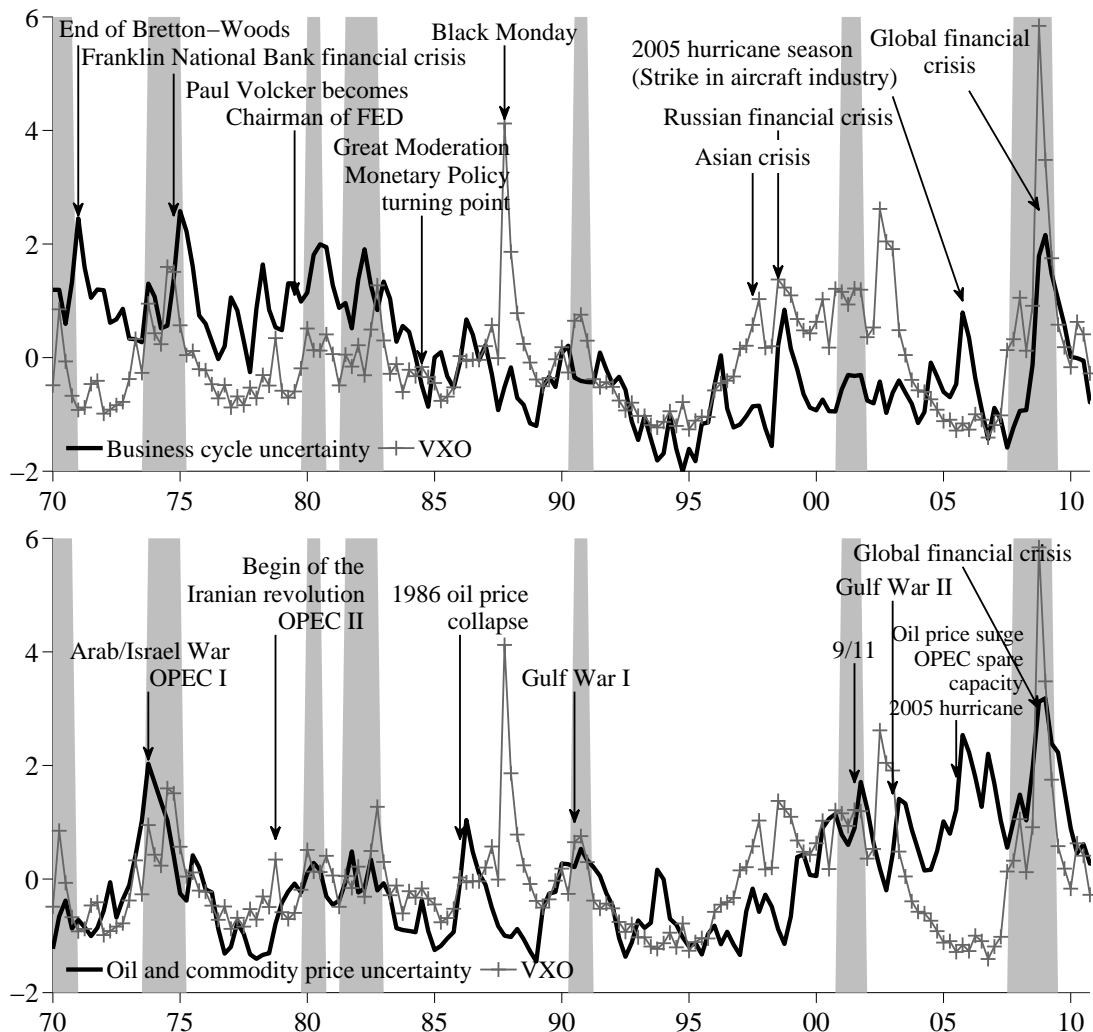 6
4
2
0
−2
End of Bretton−Woods
Franklin National Bank financial crisis
Paul Volcker becomes
Chairman of FED
Great Moderation
Monetary Policy
turning point
Black Monday
2005 hurricane season
(Strike in aircraft industry)
Russian financial crisis
Asian crisis
Global financial
crisis
Business cycle uncertainty
VXO
70 75 80 85 90 95 00 05 10
6
4
2
0
−2
Arab/Israel War
OPEC I
Begin of the
Iranian revolution
OPEC II
1986 oil price
collapse
Gulf War I
9/11
Gulf War II
Global financial crisis
Oil price surge
OPEC spare
capacity
2005 hurricane
Oil and commodity price uncertainty
VXO
70 75 80 85 90 95 00 05 10